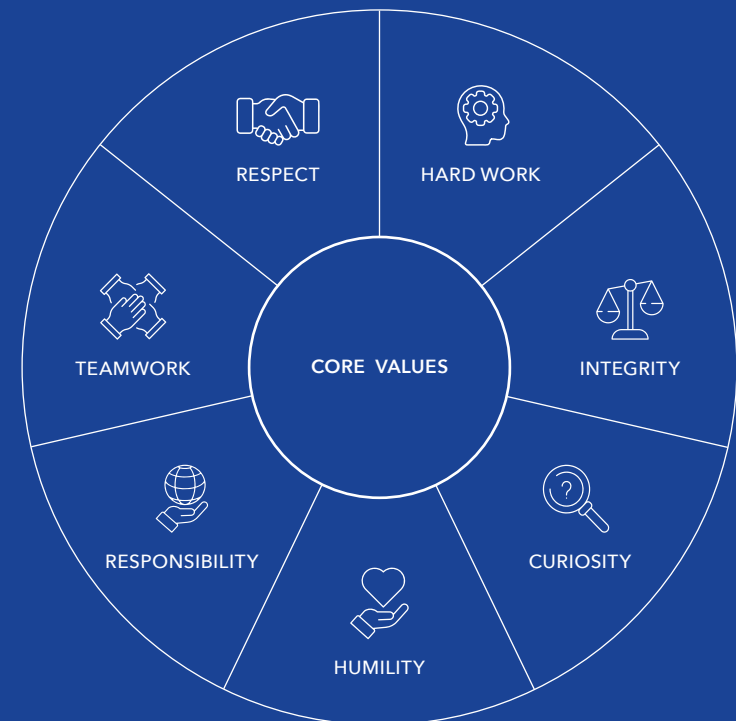 RESPECT
HARD WORK
TEAMWORK
CORE VALUES
INTEGRITY
RESPONSIBILITY
CURIOSITY
HUMILITY
?